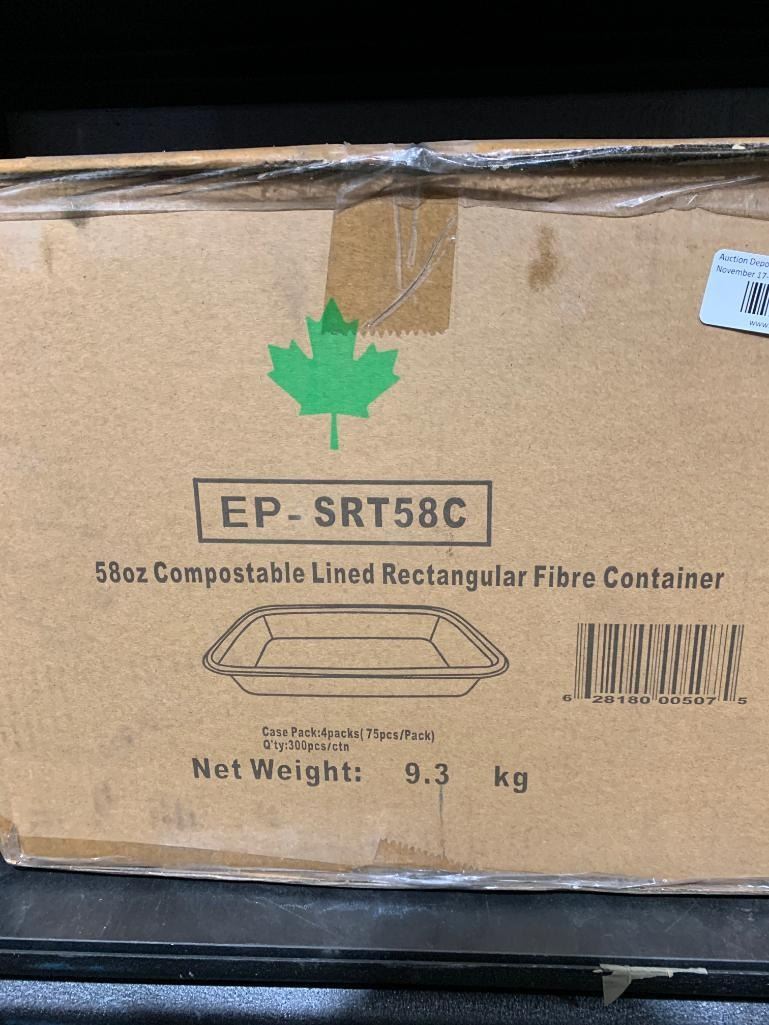 Auction Depo
November 17-
www.
EP- SRT58C
58oz Compostable Lined Rectangular Fibre Container
6 28180 00507 5
Case Pack:4packs( 75pcs/Pack)
Q'ty:300pcs/ctn
Net Weight: 9.3 kg